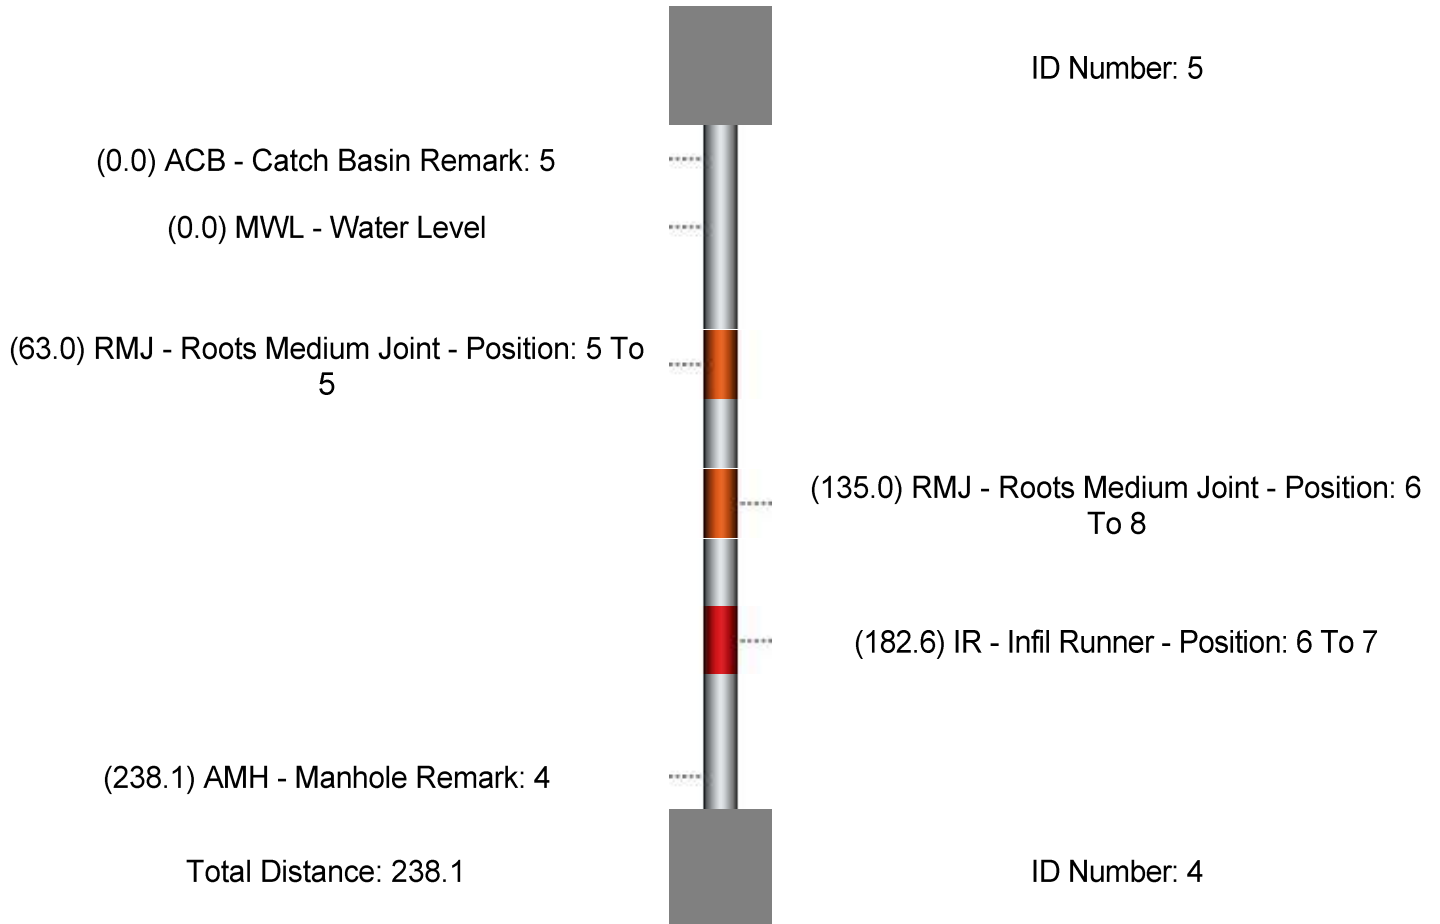 ID Number: 5
(0.0) ACB - Catch Basin Remark: 5
(0.0) MWL - Water Level
(63.0) RMJ - Roots Medium Joint - Position: 5 To
5
(135.0) RMJ - Roots Medium Joint - Position: 6
To 8
(182.6) IR - Infil Runner - Position: 6 To 7
(238.1) AMH - Manhole Remark: 4
Total Distance: 238.1
ID Number: 4